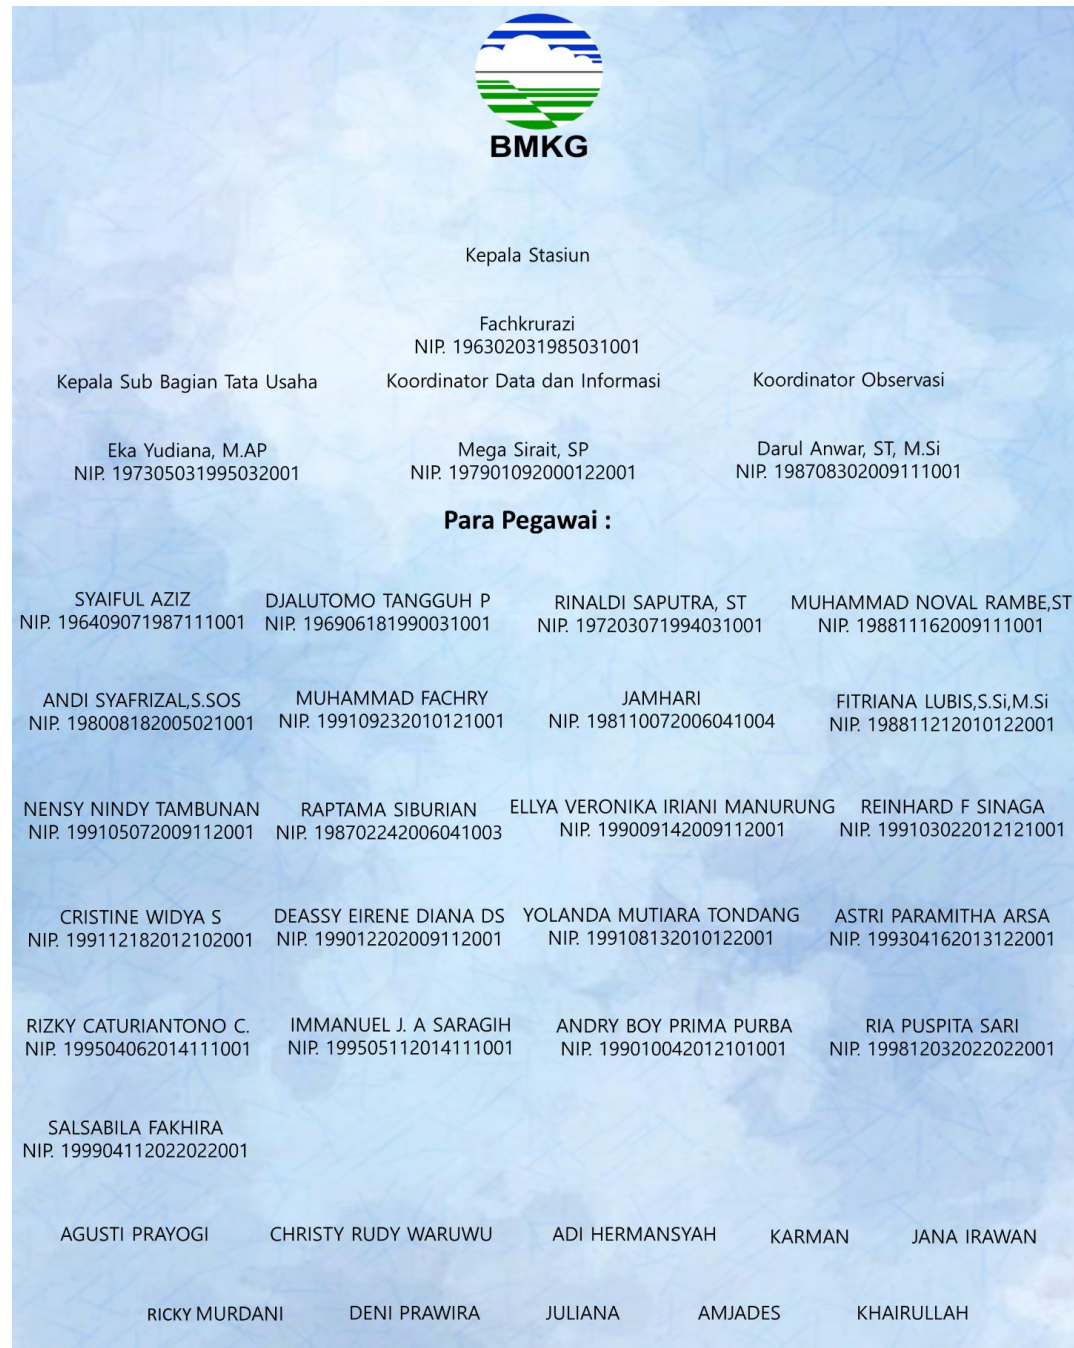 BMKG
Kepala Stasiun
Fachkrurazi
NIP. 196302031985031001
Kepala Sub Bagian Tata Usaha
Eka Yudiana, M.AP
NIP. 197305031995032001
Koordinator Data dan Informasi
Mega Sirait, SP
NIP. 197901092000122001
Koordinator Observasi
Darul Anwar, ST, M.Si
NIP. 198708302009111001
Para Pegawai :
SYAIFUL AZIZ
NIP. 196409071987111001
DJALUTOMO TANGGUH P
NIP. 196906181990031001
RINALDI SAPUTRA, ST
NIP. 197203071994031001
MUHAMMAD NOVAL RAMBE,ST
NIP. 198811162009111001
ANDI SYAFRIZAL,S.SOS
NIP. 198008182005021001
MUHAMMAD FACHRY
NIP. 199109232010121001
JAMHARI
NIP. 198110072006041004
FITRIANA LUBIS,S.Si,M.Si
NIP. 198811212010122001
NENSY NINDY TAMBUNAN
NIP. 199105072009112001
RAPTAMA SIBURIAN
NIP. 198702242006041003
ELLYA VERONIKA IRIANI MANURUNG
NIP. 199009142009112001
REINHARD F SINAGA
NIP. 199103022012121001
CRISTINE WIDYA S
NIP. 199112182012102001
DEASSY EIRENE DIANA DS
NIP. 199012202009112001
YOLANDA MUTIARA TONDANG
NIP. 199108132010122001
ASTRI PARAMITHA ARSA
NIP. 199304162013122001
RIZKY CATURIANTONO C.
NIP. 199504062014111001
IMMANUEL J. A SARAGIH
NIP. 199505112014111001
ANDRY BOY PRIMA PURBA
NIP. 199010042012101001
RIA PUSPITA SARI
NIP. 199812032022022001
SALSABILA FAKHIRA
NIP. 199904112022022001
AGUSTI PRAYOGI
CHRISTY RUDY WARUWU
ADI HERMANSYAH
KARMAN
JANA IRAWAN
RICKY MURDANI
DENI PRAWIRA
JULIANA
AMJADES
KHAIRULLAH